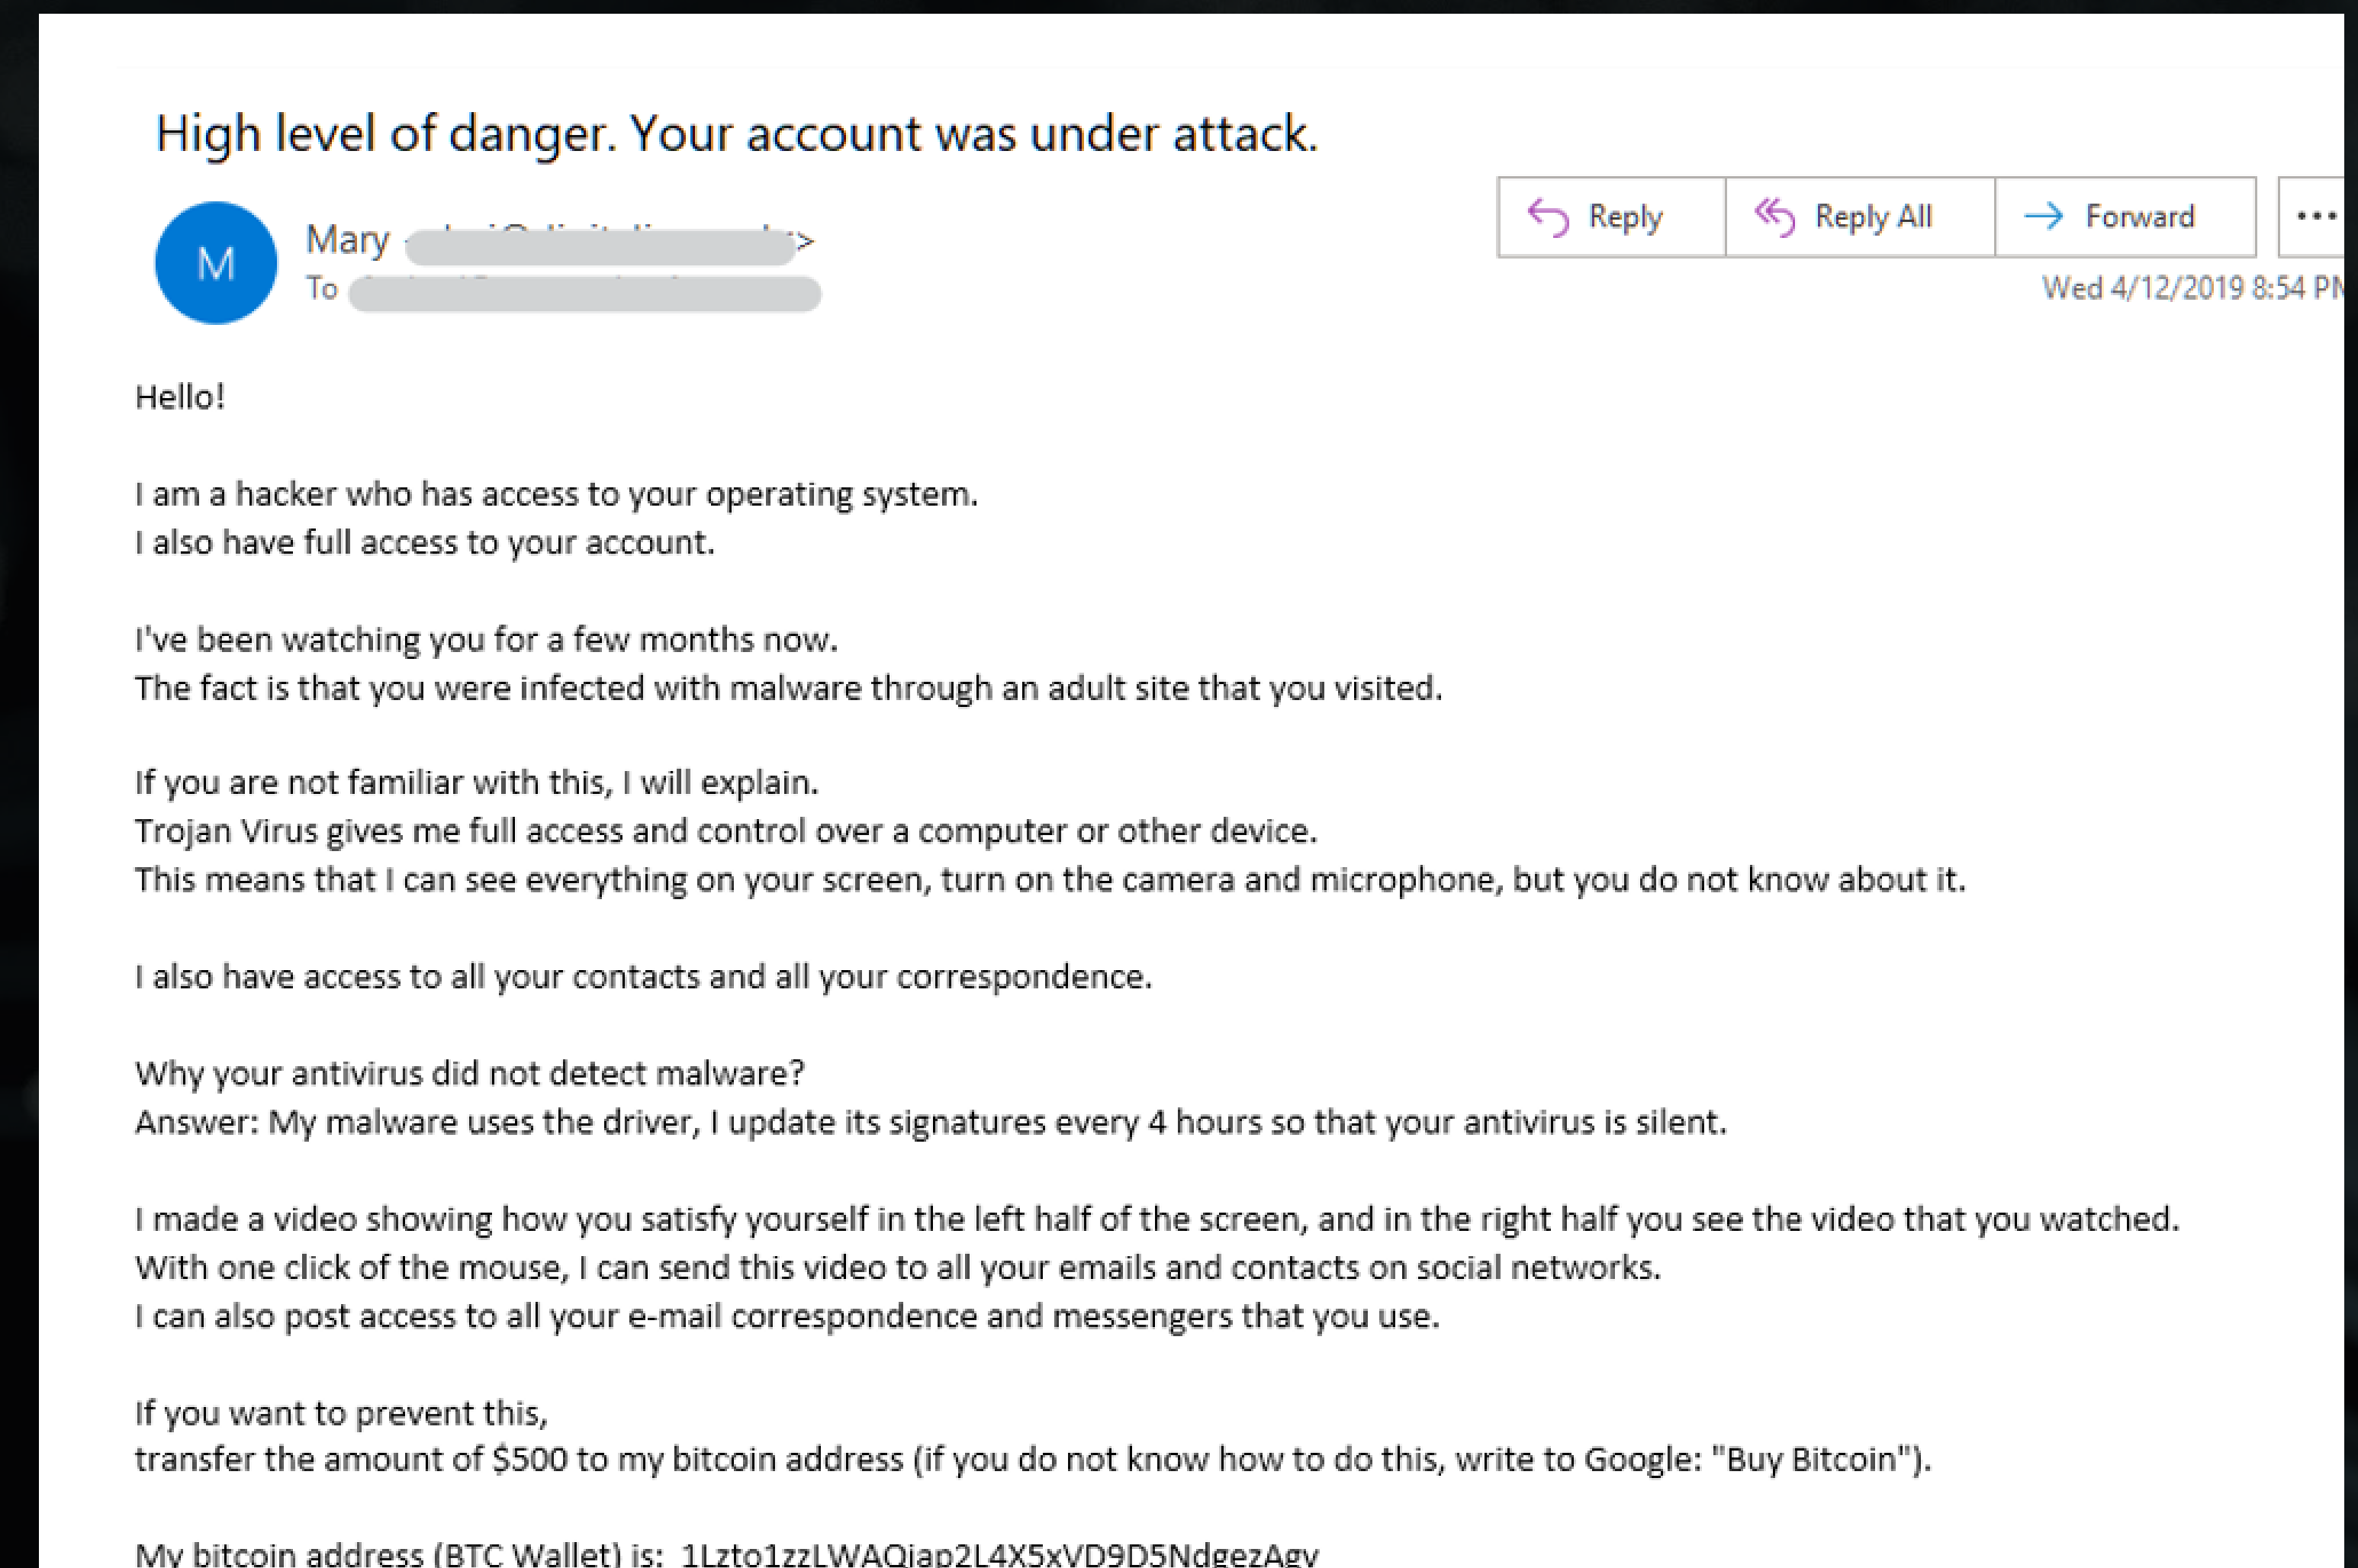 High level of danger. Your account was under attack.
Reply
Reply All
Forward
M
Mary
To
Wed 4/12/2019 8:54
Hello!
I am a hacker who has access to your operating system.
I also have full access to your account.
I've been watching you for a few months now.
The fact is that you were infected with malware through an adult site that you visited.
If you are not familiar with this, I will explain.
Trojan Virus gives me full access and control over a computer or other device.
This means that I can see everything on your screen, turn on the camera and microphone, but you do not know about it.
I also have access to all your contacts and all your correspondence.
Why your antivirus did not detect malware?
Answer: My malware uses the driver, I update its signatures every 4 hours so that your antivirus is silent.
I made a video showing how you satisfy yourself in the left half of the screen, and in the right half you see the video that you watched.
With one click of the mouse, I can send this video to all your emails and contacts on social networks.
I can also post access to all your e-mail correspondence and messengers that you use.
If you want to prevent this,
transfer the amount of $500 to my bitcoin address (if you do not know how to do this, write to Google: "Buy Bitcoin").
My bitcoin address (BTC Wallet) is: